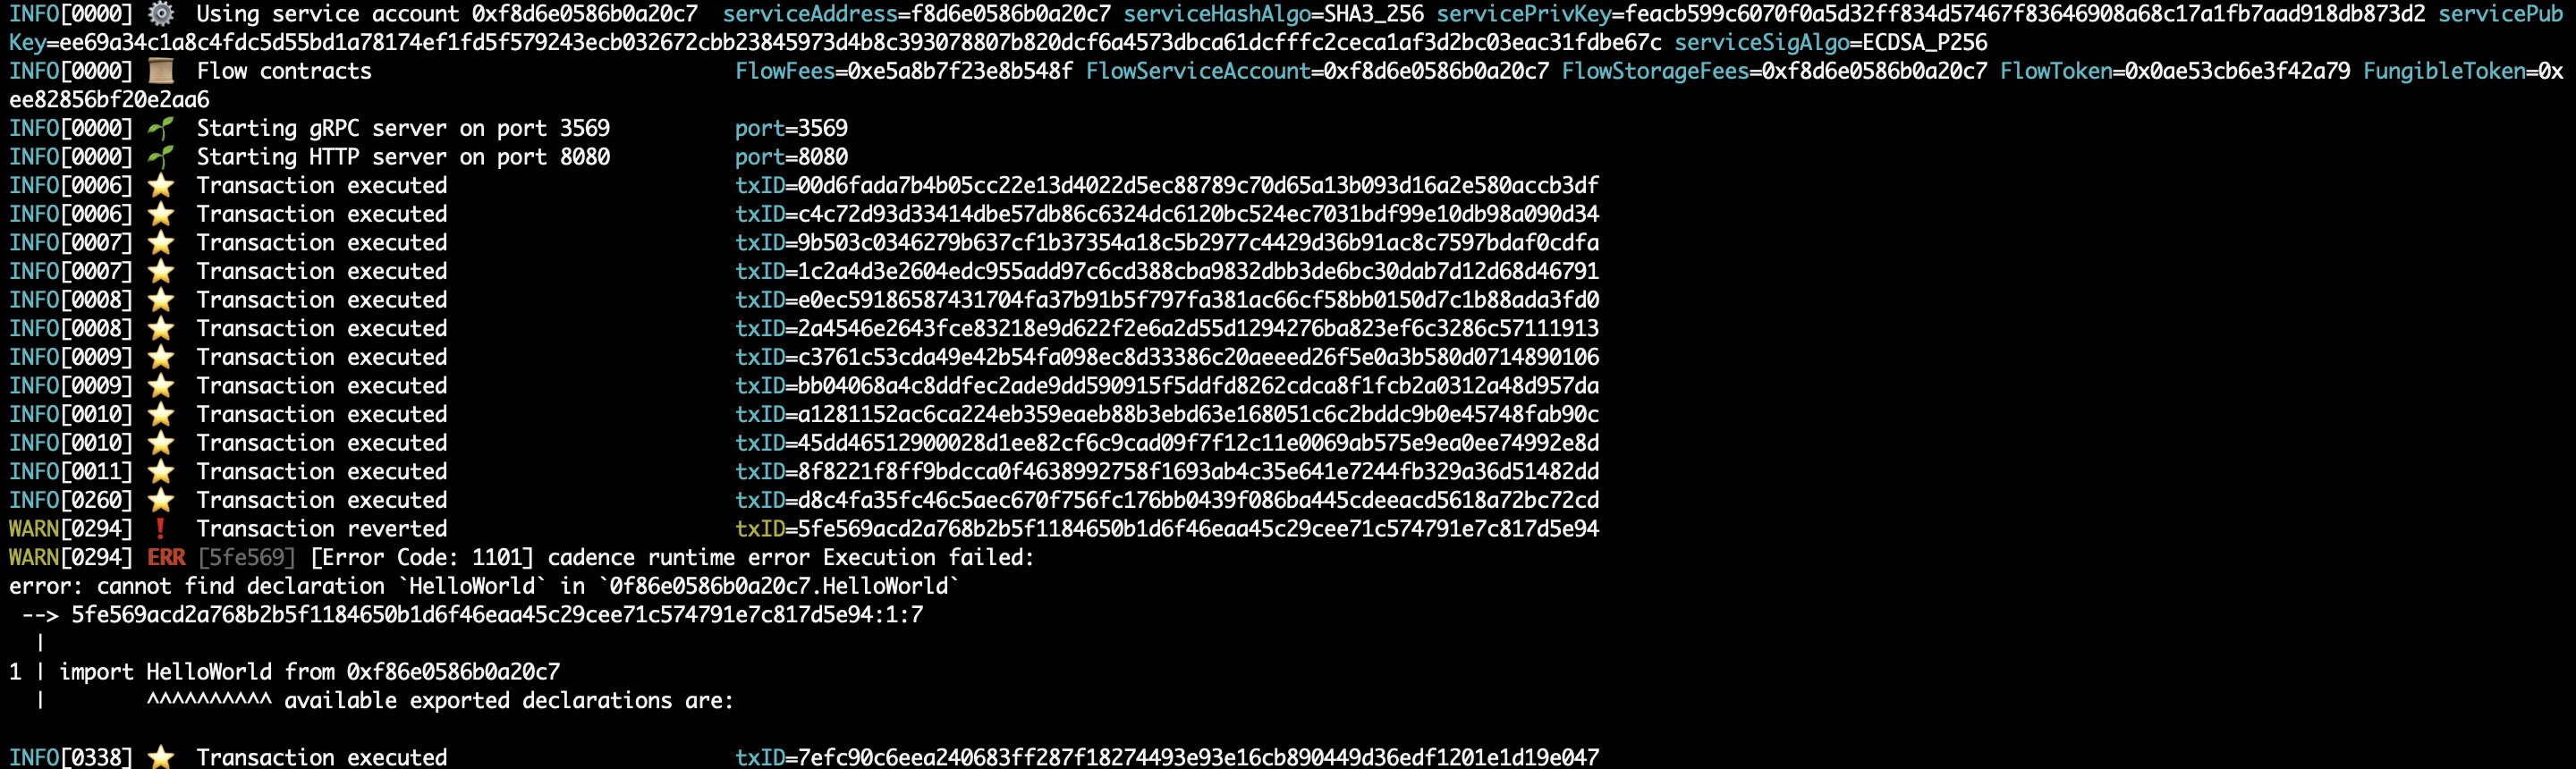 INFO[0000] ⚙️ Using service account 0xf8d6e0586b0a20c7 serviceAddress=f8d6e0586b0a20c7 serviceHashAlgo=SHA3_256 servicePrivKey=feacb599c6070f0a5d32ff834d57467f83646908a68c17a1fb7aad918db873d2 servicePub
Key=ee69a34c1a8c4fdc5d55bd1a78174ef1fd5f579243ecb032672cbb23845973d4b8c393078807b820dcf6a4573dbca61dcfffc2ceca1af3d2bc03eac31fdbe67c serviceSigAlgo=ECDSA_P256
INFO[0000] 📜 Flow contracts FlowFees=0xe5a8b7f23e8b548f FlowServiceAccount=0xf8d6e0586b0a20c7 FlowStorageFees=0xf8d6e0586b0a20c7 FlowToken=0x0ae53cb6e3f42a79 FungibleToken=0x
ee82856bf20e2aa6
INFO[0000] 🌱 Starting gRPC server on port 3569 port=3569
INFO[0000] 🌱 Starting HTTP server on port 8080 port=8080
INFO[0006] ⭐ Transaction executed txID=00d6fada7b4b05cc22e13d4022d5ec88789c70d65a13b093d16a2e580accb3df
INFO[0006] ⭐ Transaction executed txID=c4c72d93d33414dbe57db86c6324dc6120bc524ec7031bdf99e10db98a090d34
INFO[0007] ⭐ Transaction executed txID=9b503c0346279b637cf1b37354a18c5b2977c4429d36b91ac8c7597bdaf0cdfa
INFO[0007] ⭐ Transaction executed txID=1c2a4d3e2604edc955add97c6cd388cba9832dbb3de6bc30dab7d12d68d46791
INFO[0008] ⭐ Transaction executed txID=e0ec59186587431704fa37b91b5f797fa381ac66cf58bb0150d7c1b88ada3fd0
INFO[0008] ⭐ Transaction executed txID=2a4546e2643fce83218e9d622f2e6a2d55d1294276ba823ef6c3286c57111913
INFO[0009] ⭐ Transaction executed txID=c3761c53cda49e42b54fa098ec8d33386c20aeeed26f5e0a3b580d0714890106
INFO[0009] ⭐ Transaction executed txID=bb04068a4c8ddfec2ade9dd590915f5ddfd8262cdca8f1fcb2a0312a48d957da
INFO[0010] ⭐ Transaction executed txID=a1281152ac6ca224eb359eaeb88b3ebd63e168051c6c2bddc9b0e45748fab90c
INFO[0010] ⭐ Transaction executed txID=45dd46512900028d1ee82cf6c9cad09f7f12c11e0069ab575e9ea0ee74992e8d
INFO[0011] ⭐ Transaction executed txID=8f8221f8ff9bdcca0f4638992758f1693ab4c35e641e7244fb329a36d51482dd
INFO[0260] ⭐ Transaction executed txID=d8c4fa35fc46c5aec670f756fc176bb0439f086ba445cdeeacd5618a72bc72cd
WARN[0294] ❗ Transaction reverted txID=5fe569acd2a768b2b5f1184650b1d6f46eaa45c29cee71c574791e7c817d5e94
WARN[0294] ERR [5fe569] [Error Code: 1101] cadence runtime error Execution failed:
error: cannot find declaration `HelloWorld` in `0f86e0586b0a20c7.HelloWorld`
 --> 5fe569acd2a768b2b5f1184650b1d6f46eaa45c29cee71c574791e7c817d5e94:1:7
  |
1 | import HelloWorld from 0xf86e0586b0a20c7
  |        ^^^^^^^^^^ available exported declarations are:
INFO[0338] ⭐ Transaction executed txID=7efc90c6eea240683ff287f18274493e93e16cb890449d36edf1201e1d19e047